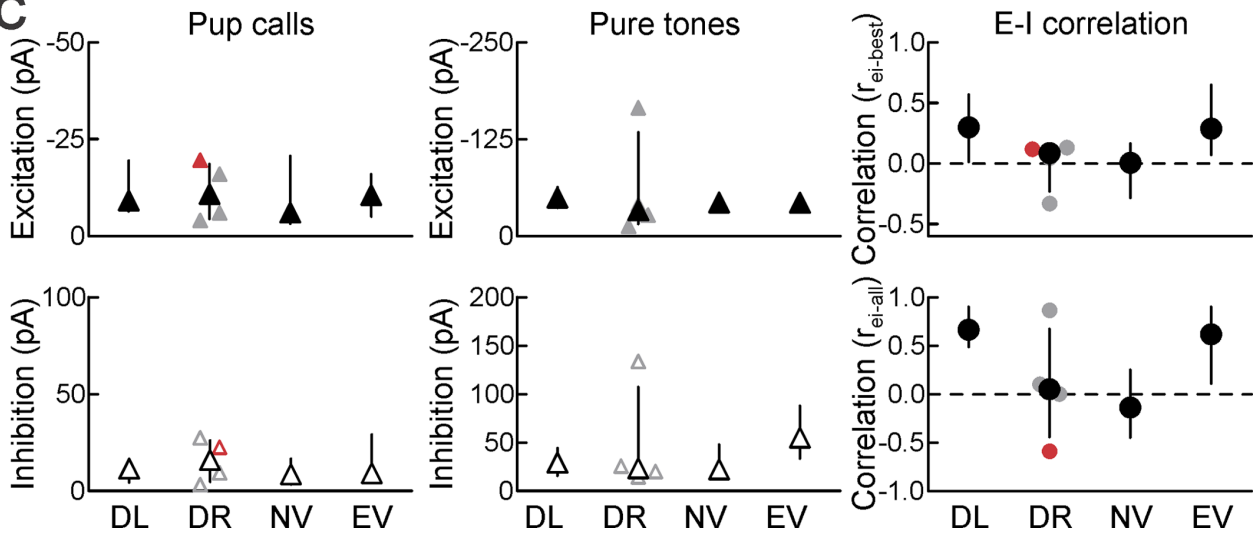 C
Pup calls
Pure tones
E-I correlation
Excitation (pA)
-50
-25
0
Excitation (pA)
-250
-125
0
Correlation (rei-best)
1.0
0.5
0.0
-0.5
Inhibition (pA)
100
50
0
DL DR NV EV
Inhibition (pA)
200
150
100
50
0
DL DR NV EV
Correlation (rei-all)
1.0
0.5
0.0
-0.5
-1.0
DL DR NV EV